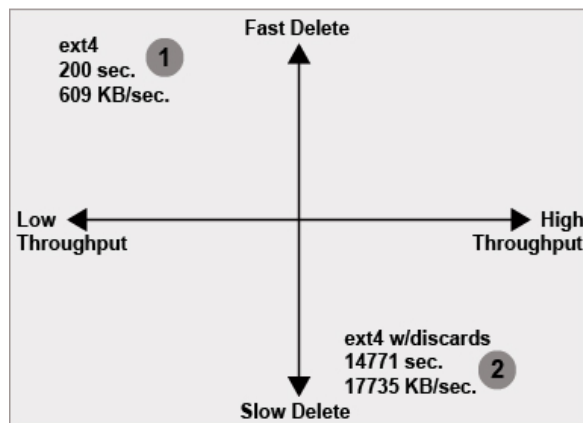 Fast Delete
ext4
200 sec.
609 KB/sec.
1
Low
Throughput
High
Throughput
ext4 w/discards
14771 sec.
17735 KB/sec.
2
Slow Delete